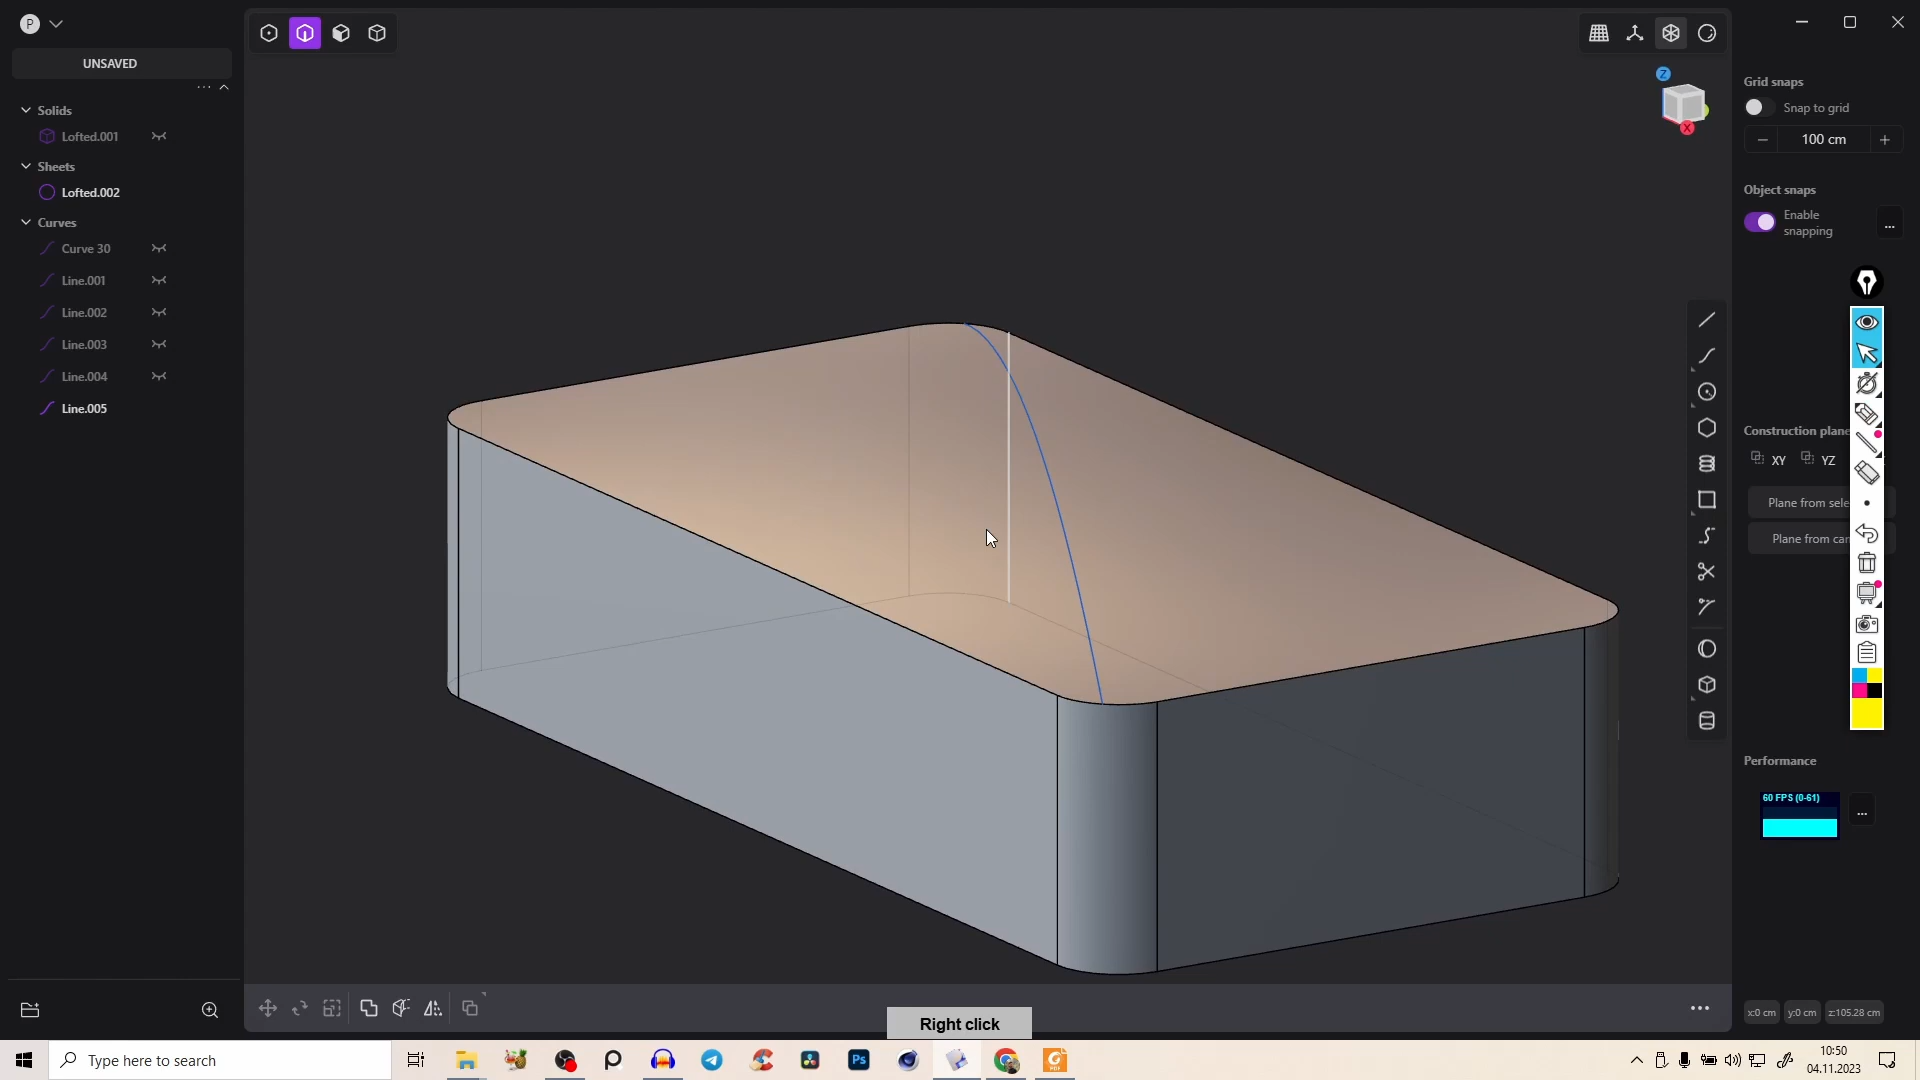 P
UNSAVED
Solids
Lofted.001
Sheets
Lofted.002
Curves
Curve 30
Line.001
Line.002
Line.003
Line.004
Line.005
Z
X
Grid snaps
Snap to grid
100 cm
Object snaps
Enable
snapping
Construction plane
XY
YZ
Plane from sele
Plane from ca
Performance
60 FPS (0-61)
x:0 cm
y:0 cm
z:105.28 cm
Right click
Type here to search
Ps
PDF
10:50
04.11.2023